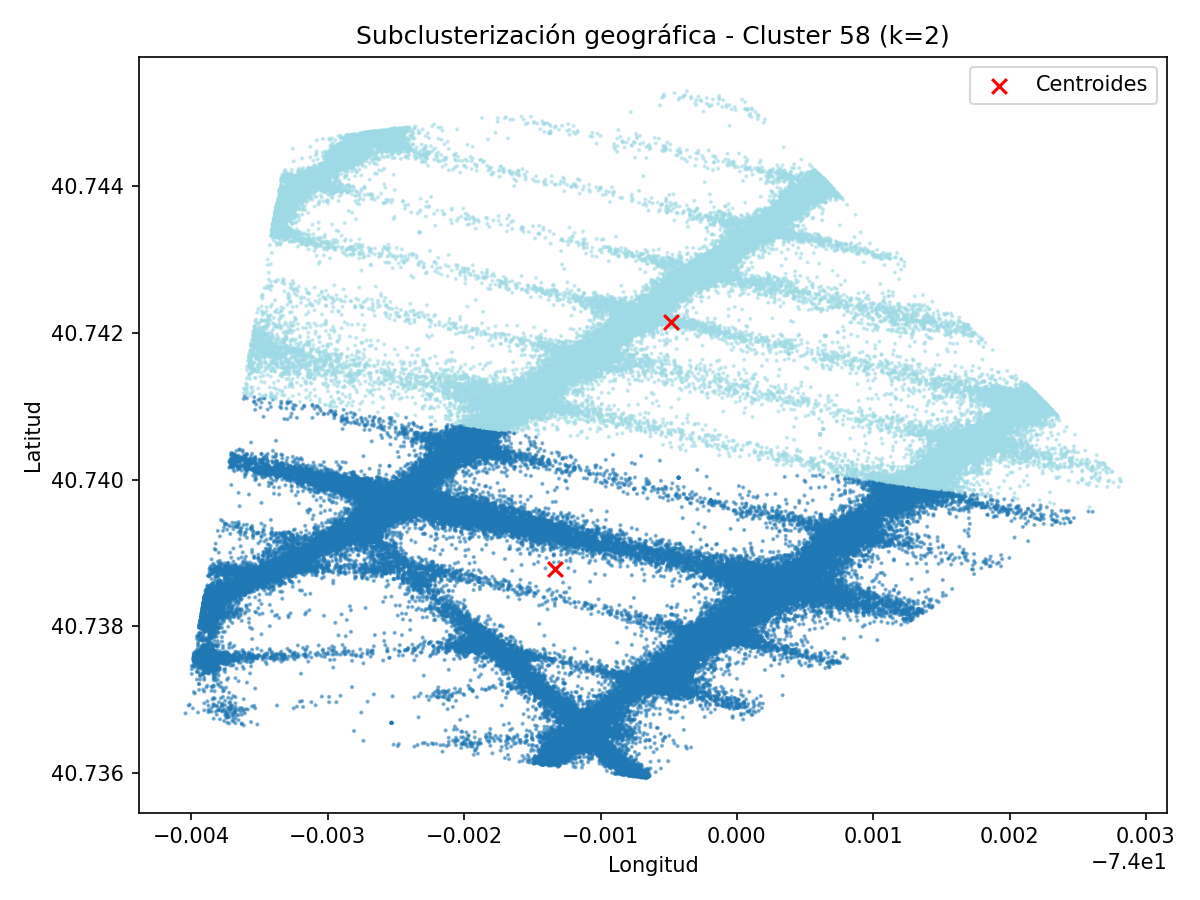 Subclusterización geográfica - Cluster 58 (k=2)
Centroides
Latitud
40.744
40.742
40.740
40.738
40.736
−0.004 −0.003 −0.002 −0.001 0.000 0.001 0.002 0.003
−7.4e1
Longitud